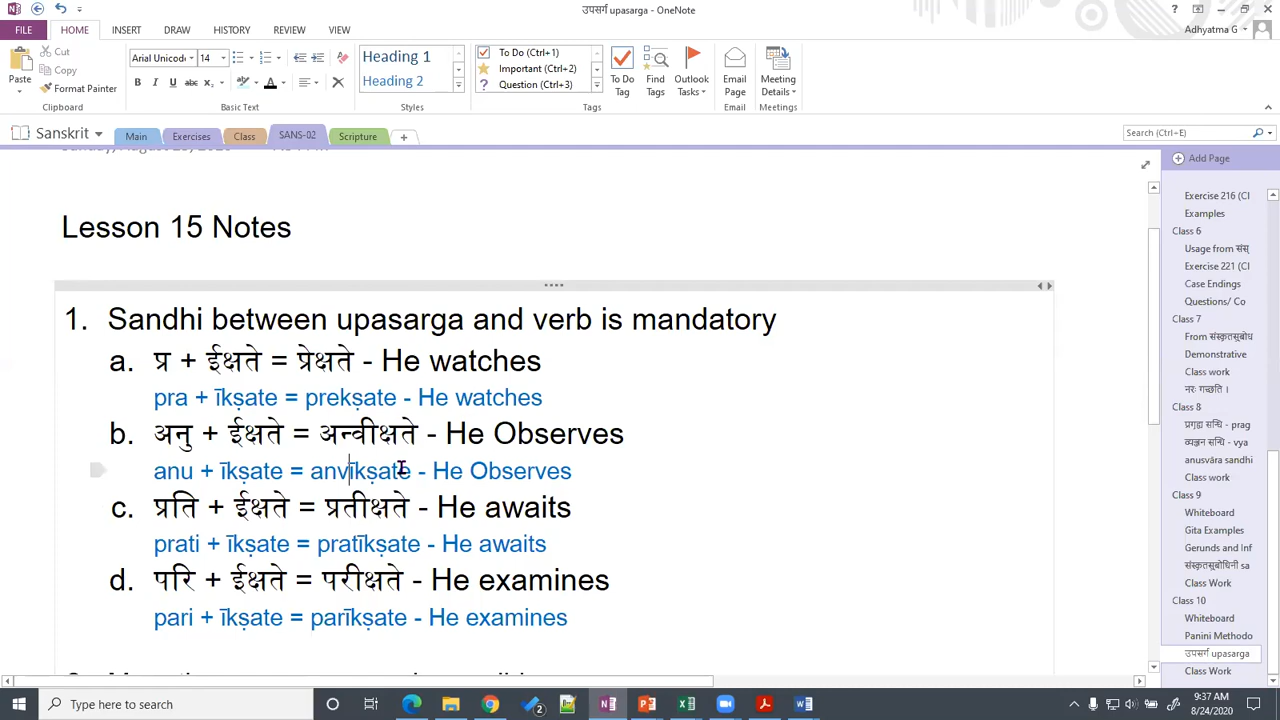 उपसर्ग upasarga - OneNote
FILE HOME INSERT DRAW HISTORY REVIEW VIEW
Adhyatma G
Paste
Cut
Copy
Format Painter
Arial Unicode 14
B I U abc
Heading 1
Heading 2
To Do (Ctrl+1)
Important (Ctrl+2)
Question (Ctrl+3)
To Do Tag
Find Tags
Outlook Tasks
Email Page
Meeting Details
Clipboard Basic Text Styles Tags Email Meetings
Sanskrit Main Exercises Class SANS-02 Scripture
Search (Ctrl+E)
Add Page
Lesson 15 Notes
1. Sandhi between upasarga and verb is mandatory
a. प्र + ईक्षते = प्रेक्षते - He watches
pra + īkṣate = prekṣate - He watches
b. अनु + ईक्षते = अन्वीक्षते - He Observes
anu + īkṣate = anvīkṣate - He Observes
c. प्रति + ईक्षते = प्रतीक्षते - He awaits
prati + īkṣate = pratīkṣate - He awaits
d. परि + ईक्षते = परीक्षते - He examines
pari + īkṣate = parīkṣate - He examines
Exercise 216 (Cl
Examples
Class 6
Usage from संस्
Exercise 221 (Cl
Case Endings
Questions/ Co
Class 7
From संस्कृतसुबोध
Demonstrative
Class work
नरः गच्छति ।
Class 8
प्रगृह्य सन्धि - prag
व्यञ्जन सन्धि - vya
anusvāra sandhi
Class work
Class 9
Whiteboard
Gita Examples
Gerunds and Inf
संस्कृतसुबोधिनी sa
Class Work
Class 10
Whiteboard
Panini Methodo
उपसर्ग upasarga
Class Work
Type here to search
9:37 AM
8/24/2020